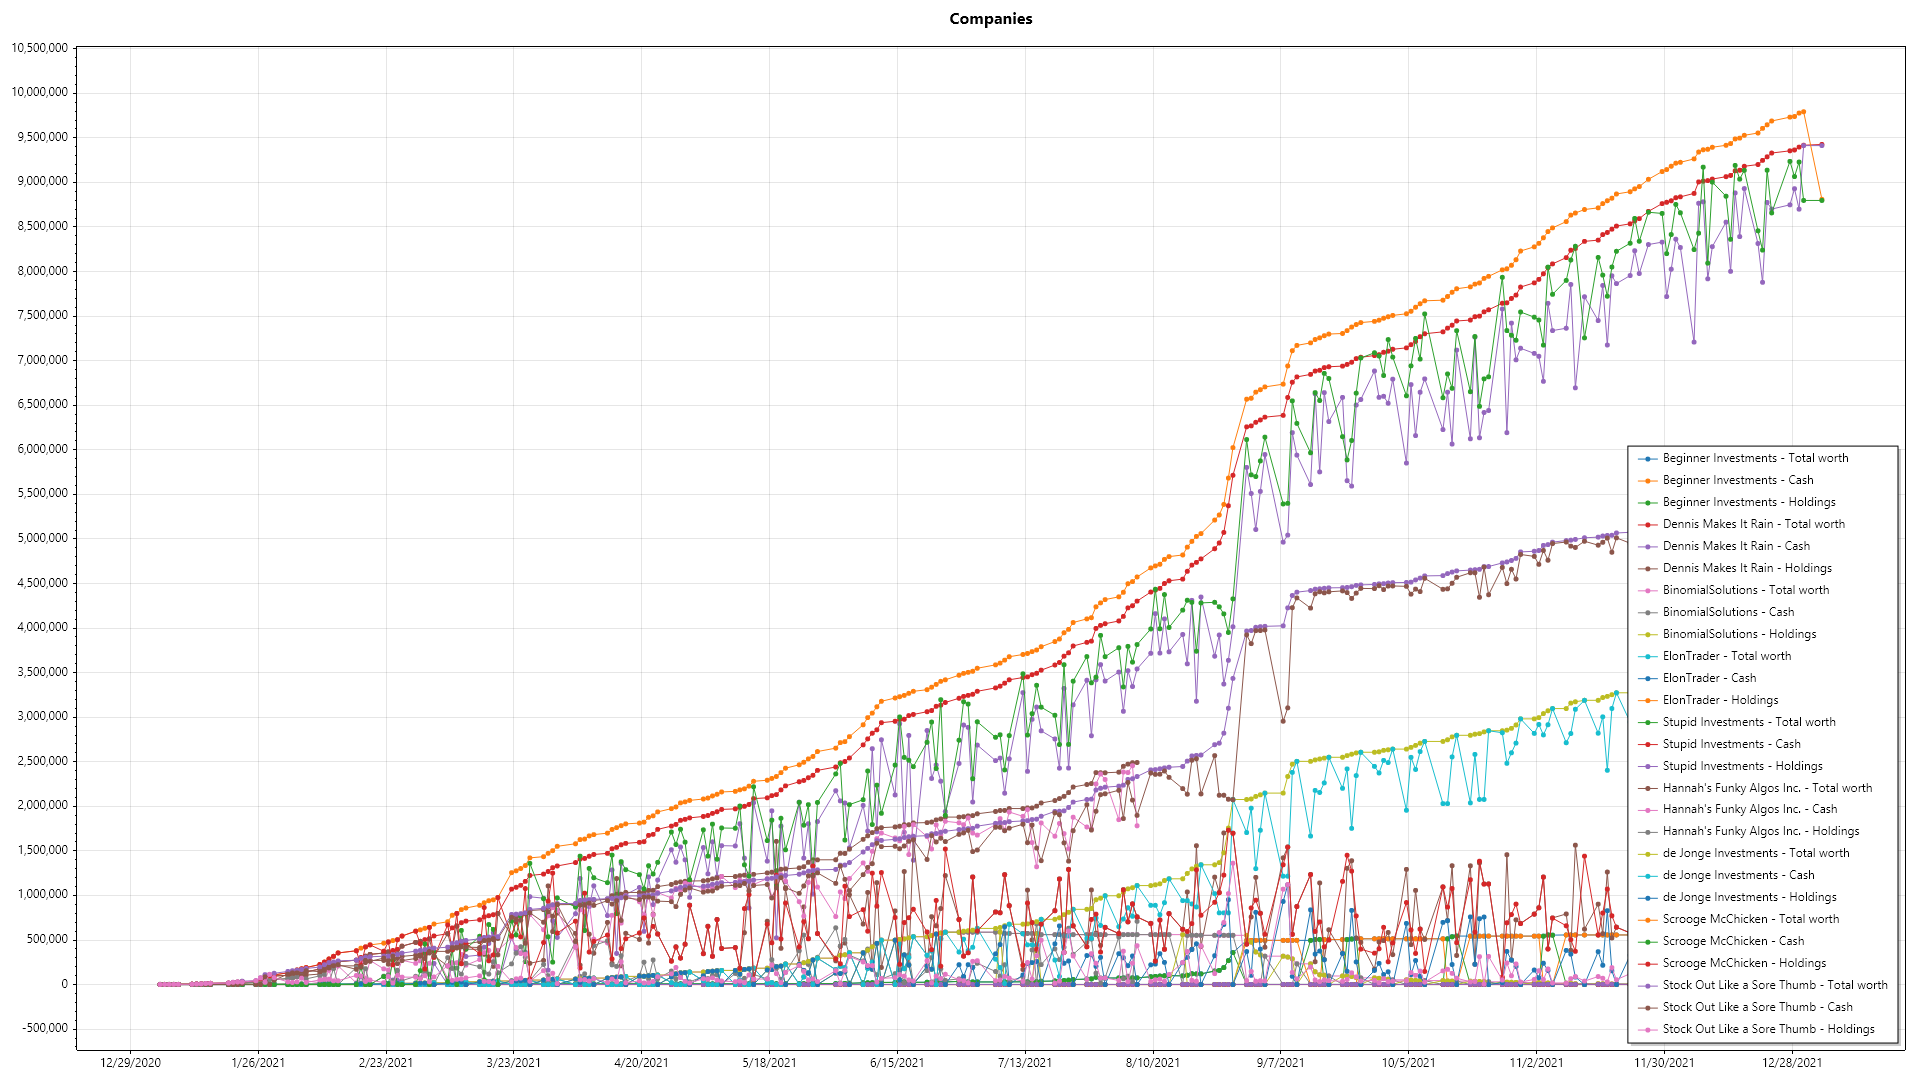 Companies
10,500,000
10,000,000
9,500,000
9,000,000
8,500,000
8,000,000
7,500,000
7,000,000
6,500,000
6,000,000
5,500,000
5,000,000
4,500,000
4,000,000
3,500,000
3,000,000
2,500,000
2,000,000
1,500,000
1,000,000
500,000
0
-500,000
Beginner Investments - Total worth
Beginner Investments - Cash
Beginner Investments - Holdings
Dennis Makes It Rain - Total worth
Dennis Makes It Rain - Cash
Dennis Makes It Rain - Holdings
BinomialSolutions - Total worth
BinomialSolutions - Cash
BinomialSolutions - Holdings
ElonTrader - Total worth
ElonTrader - Cash
ElonTrader - Holdings
Stupid Investments - Total worth
Stupid Investments - Cash
Stupid Investments - Holdings
Hannah's Funky Algos Inc. - Total worth
Hannah's Funky Algos Inc. - Cash
Hannah's Funky Algos Inc. - Holdings
de Jonge Investments - Total worth
de Jonge Investments - Cash
de Jonge Investments - Holdings
Scrooge McChicken - Total worth
Scrooge McChicken - Cash
Scrooge McChicken - Holdings
Stock Out Like a Sore Thumb - Total worth
Stock Out Like a Sore Thumb - Cash
Stock Out Like a Sore Thumb - Holdings
12/29/2020 1/26/2021 2/23/2021 3/23/2021 4/20/2021 5/18/2021 6/15/2021 7/13/2021 8/10/2021 9/7/2021 10/5/2021 11/2/2021 11/30/2021 12/28/2021